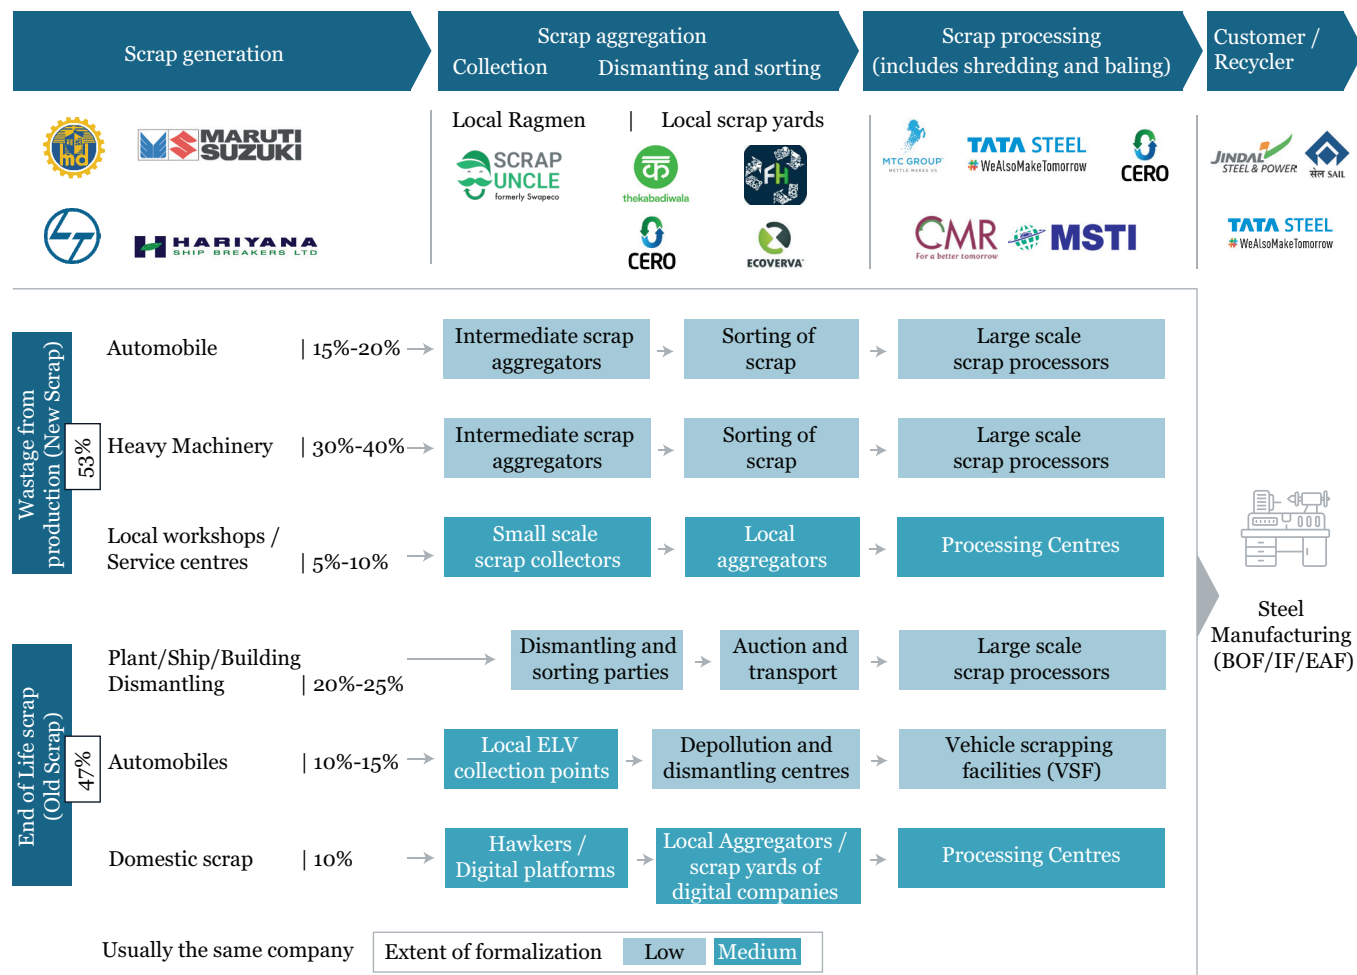 Scrap generation
Scrap aggregation
Collection Dismanting and sorting
Scrap processing
(includes shredding and baling)
Customer /
Recycler
md
MARUTI
SUZUKI
LT
HARIYANA
SHIP BREAKERS LTD
Local Ragmen | Local scrap yards
SCRAP
UNCLE
formerly Swapeco
क
thekabadiwala
FH
CERO
ECOVERVA
MTC GROUP
METTLE MAKES US
TATA STEEL
#WeAlsoMakeTomorrow
CERO
CMR
For a better tomorrow
MSTI
JINDAL
STEEL & POWER
सेल SAIL
TATA STEEL
#WeAlsoMakeTomorrow
Wastage from
production (New Scrap)
53%
Automobile | 15%-20%
Intermediate scrap
aggregators
Sorting of
scrap
Large scale
scrap processors
Heavy Machinery | 30%-40%
Intermediate scrap
aggregators
Sorting of
scrap
Large scale
scrap processors
Local workshops /
Service centres | 5%-10%
Small scale
scrap collectors
Local
aggregators
Processing Centres
End of Life scrap
(Old Scrap)
47%
Plant/Ship/Building
Dismantling | 20%-25%
Dismantling and
sorting parties
Auction and
transport
Large scale
scrap processors
Automobiles | 10%-15%
Local ELV
collection points
Depollution and
dismantling centres
Vehicle scrapping
facilities (VSF)
Domestic scrap | 10%
Hawkers /
Digital platforms
Local Aggregators /
scrap yards of
digital companies
Processing Centres
Steel
Manufacturing
(BOF/IF/EAF)
Usually the same company
Extent of formalization Low Medium